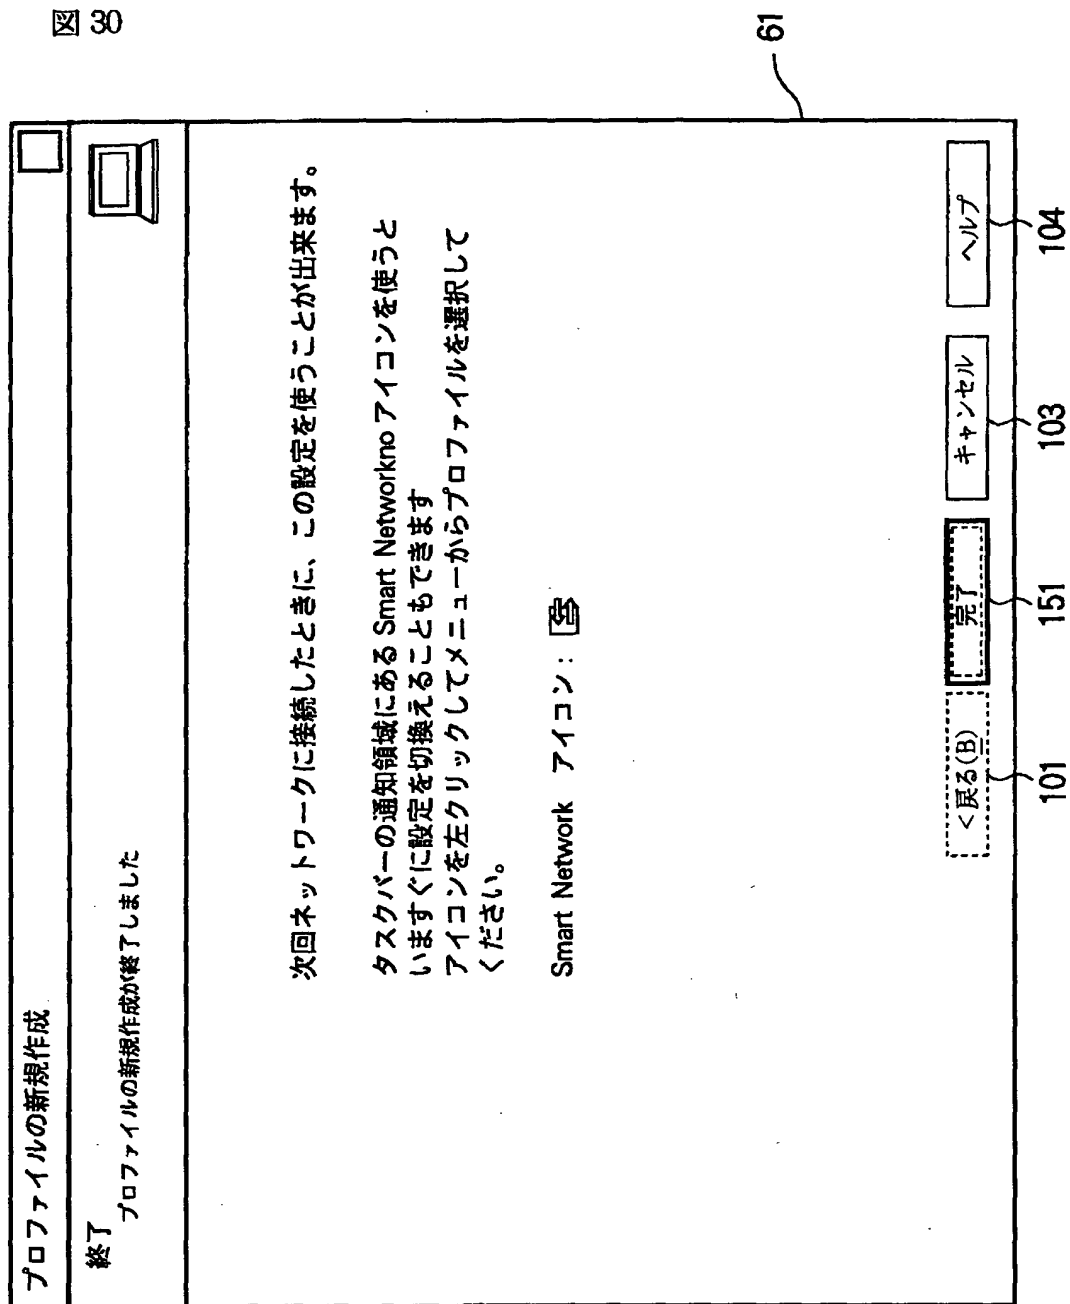 図 30
61
プロファイルの新規作成
終了
プロファイルの新規作成が終了しました
次回ネットワークに接続したときに、この設定を使うことが出来ます。
タスクバーの通知領域にある Smart Networkno アイコンを使うと
いますぐに設定を切換えることもできます
アイコンを左クリックしてメニューからプロファイルを選択して
ください。
Smart Network アイコン :
<戻る(B) 完了 キャンセル ヘルプ
101 151 103 104